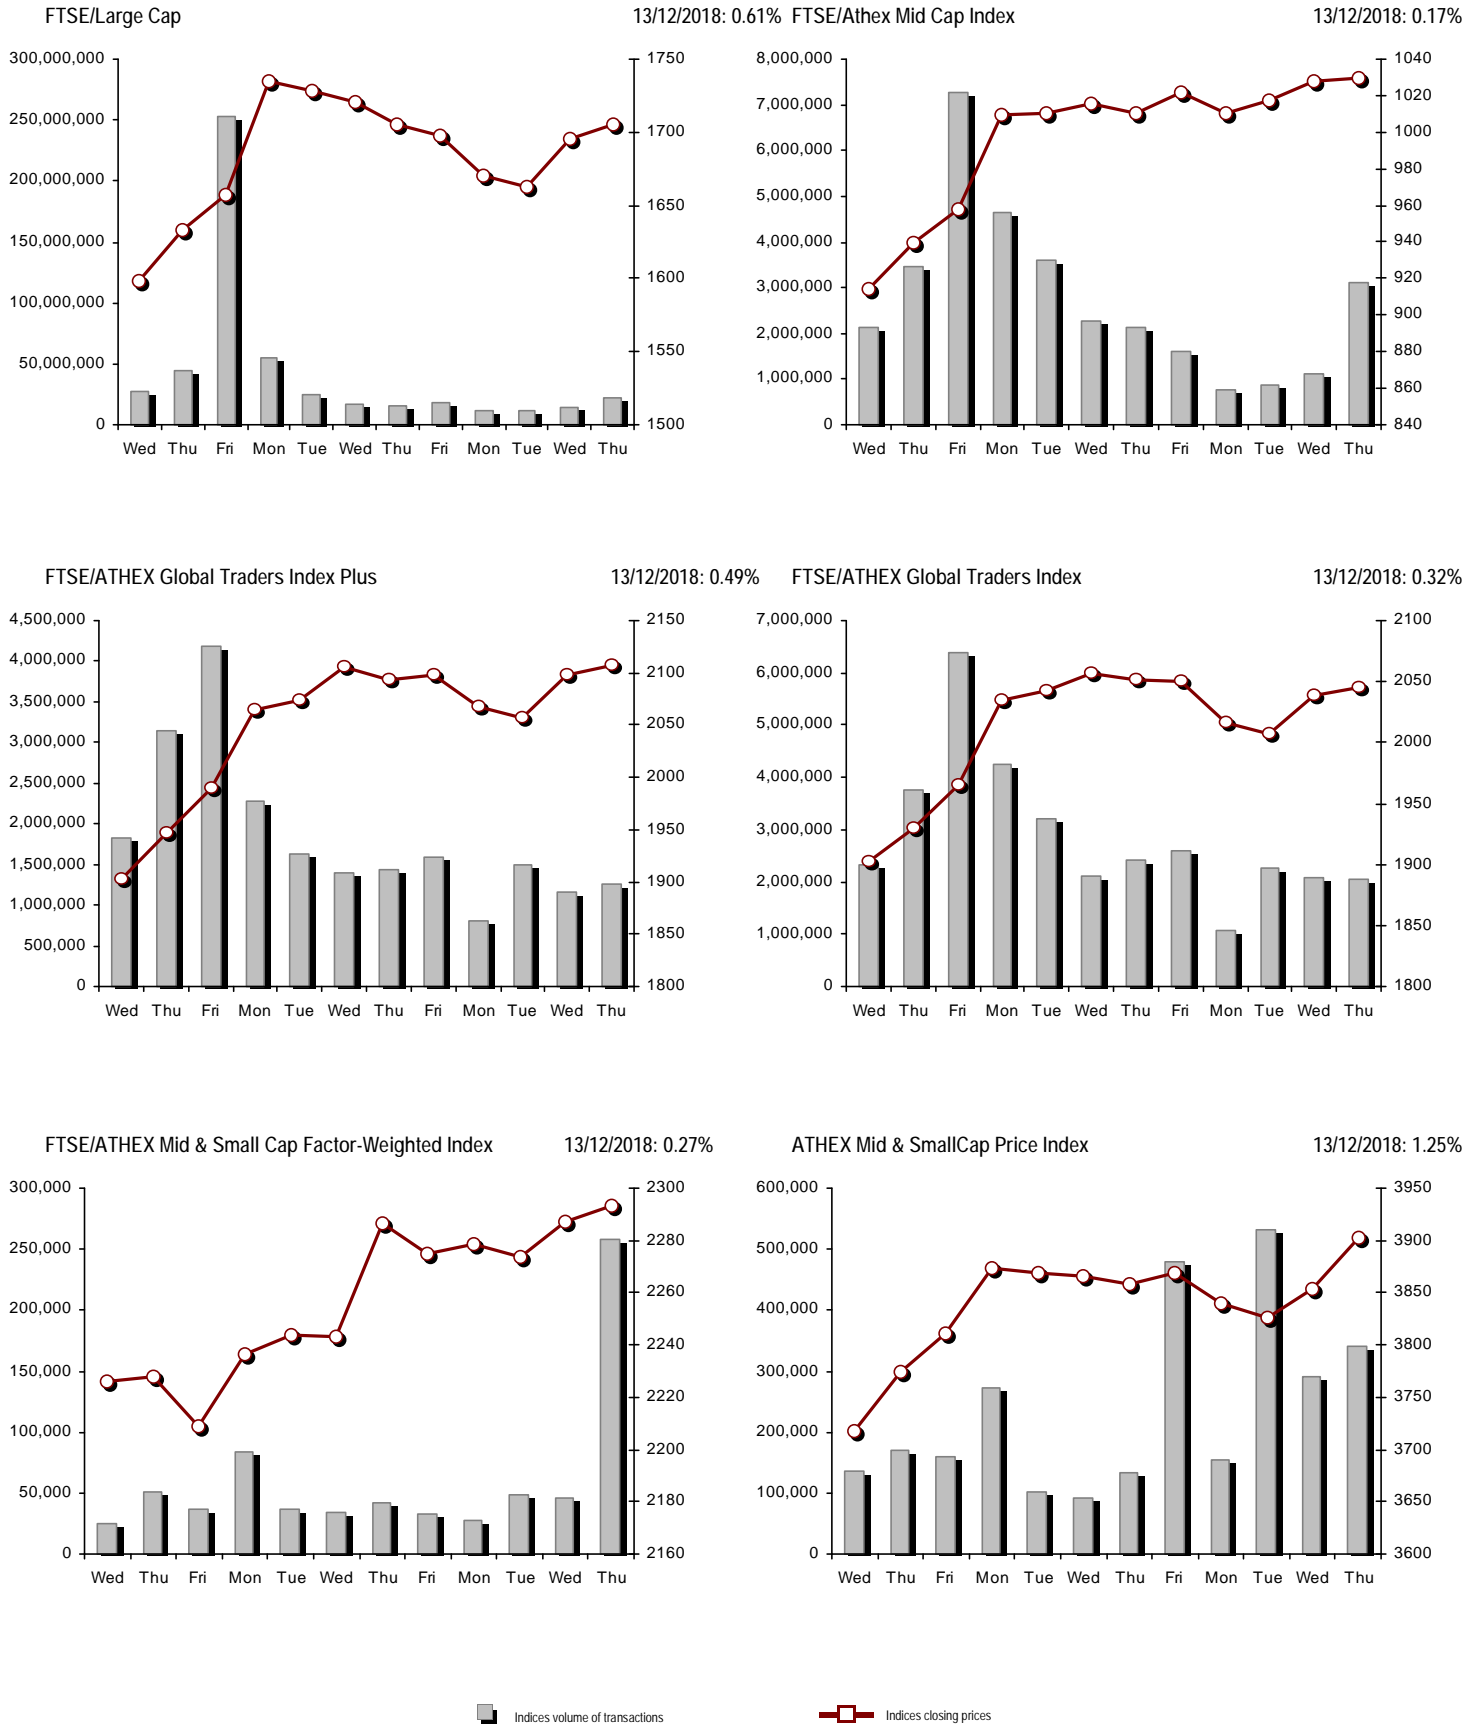 FTSE/Large Cap 13/12/2018: 0.61% FTSE/Athex Mid Cap Index 13/12/2018: 0.17%
300,000,000 1750 8,000,000 1040
250,000,000 1700 7,000,000 1020
200,000,000 1650 6,000,000 1000
150,000,000 1600 5,000,000 980
100,000,000 1550 4,000,000 960
50,000,000 1500 3,000,000 940
0 2,000,000 920
1,000,000 900
0 880
860
840
Wed Thu Fri Mon Tue Wed Thu Fri Mon Tue Wed Thu Wed Thu Fri Mon Tue Wed Thu Fri Mon Tue Wed Thu
FTSE/ATHEX Global Traders Index Plus 13/12/2018: 0.49% FTSE/ATHEX Global Traders Index 13/12/2018: 0.32%
4,500,000 2150 7,000,000 2100
4,000,000 2100 6,000,000 2050
3,500,000 2050 5,000,000 2000
3,000,000 2000 4,000,000 1950
2,500,000 1950 3,000,000 1900
2,000,000 1900 2,000,000 1850
1,500,000 1850 1,000,000 1800
1,000,000 1800 0
500,000
0
Wed Thu Fri Mon Tue Wed Thu Fri Mon Tue Wed Thu Wed Thu Fri Mon Tue Wed Thu Fri Mon Tue Wed Thu
FTSE/ATHEX Mid & Small Cap Factor-Weighted Index 13/12/2018: 0.27% ATHEX Mid & SmallCap Price Index 13/12/2018: 1.25%
300,000 2300 600,000 3950
250,000 2280 500,000 3900
200,000 2260 400,000 3850
150,000 2240 300,000 3800
100,000 2220 200,000 3750
50,000 2200 100,000 3700
0 2180 0 3650
2160 3600
Wed Thu Fri Mon Tue Wed Thu Fri Mon Tue Wed Thu Wed Thu Fri Mon Tue Wed Thu Fri Mon Tue Wed Thu
Indices volume of transactions Indices closing prices